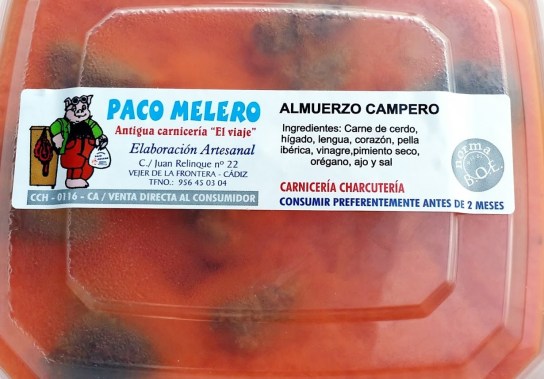 PACO MELERO
Antigua carnicería "El viaje"
Elaboración Artesanal
C./ Juan Relinque nº 22
VEJER DE LA FRONTERA - CÁDIZ
TFNO.: 956 45 03 04
CCH - 0116 - CA / VENTA DIRECTA AL CONSUMIDOR
ALMUERZO CAMPERO
Ingredientes: Carne de cerdo,
hígado, lengua, corazón, pella
ibérica, vinagre,pimiento seco,
orégano, ajo y sal
CARNICERÍA CHARCUTERÍA
CONSUMIR PREFERENTEMENTE ANTES DE 2 MESES
norma
B.O.E.